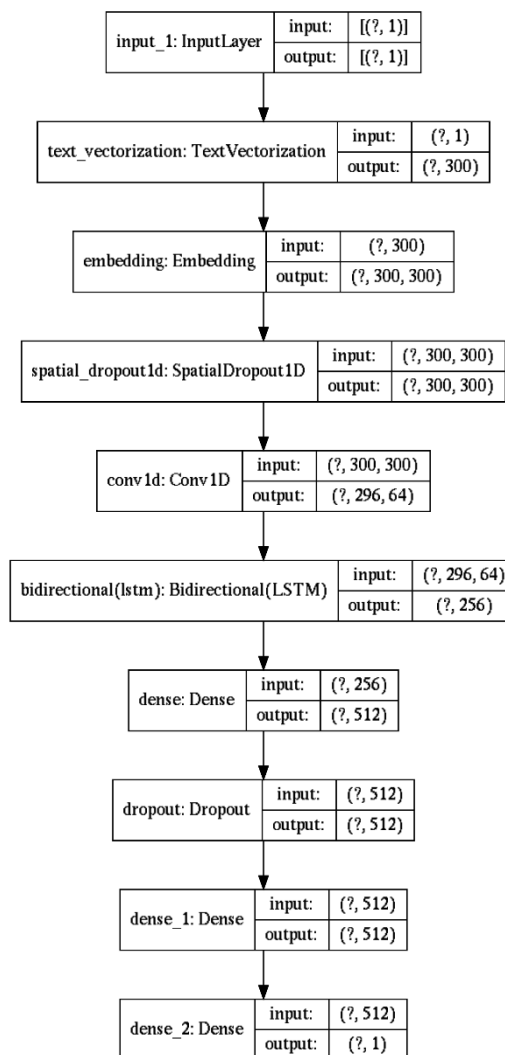 input_1: InputLayer
input: [(?, 1)]
output: [(?, 1)]
text_vectorization: TextVectorization
input: (?, 1)
output: (?, 300)
embedding: Embedding
input: (?, 300)
output: (?, 300, 300)
spatial_dropout1d: SpatialDropout1D
input: (?, 300, 300)
output: (?, 300, 300)
conv1d: Conv1D
input: (?, 300, 300)
output: (?, 296, 64)
bidirectional(lstm): Bidirectional(LSTM)
input: (?, 296, 64)
output: (?, 256)
dense: Dense
input: (?, 256)
output: (?, 512)
dropout: Dropout
input: (?, 512)
output: (?, 512)
dense_1: Dense
input: (?, 512)
output: (?, 512)
dense_2: Dense
input: (?, 512)
output: (?, 1)